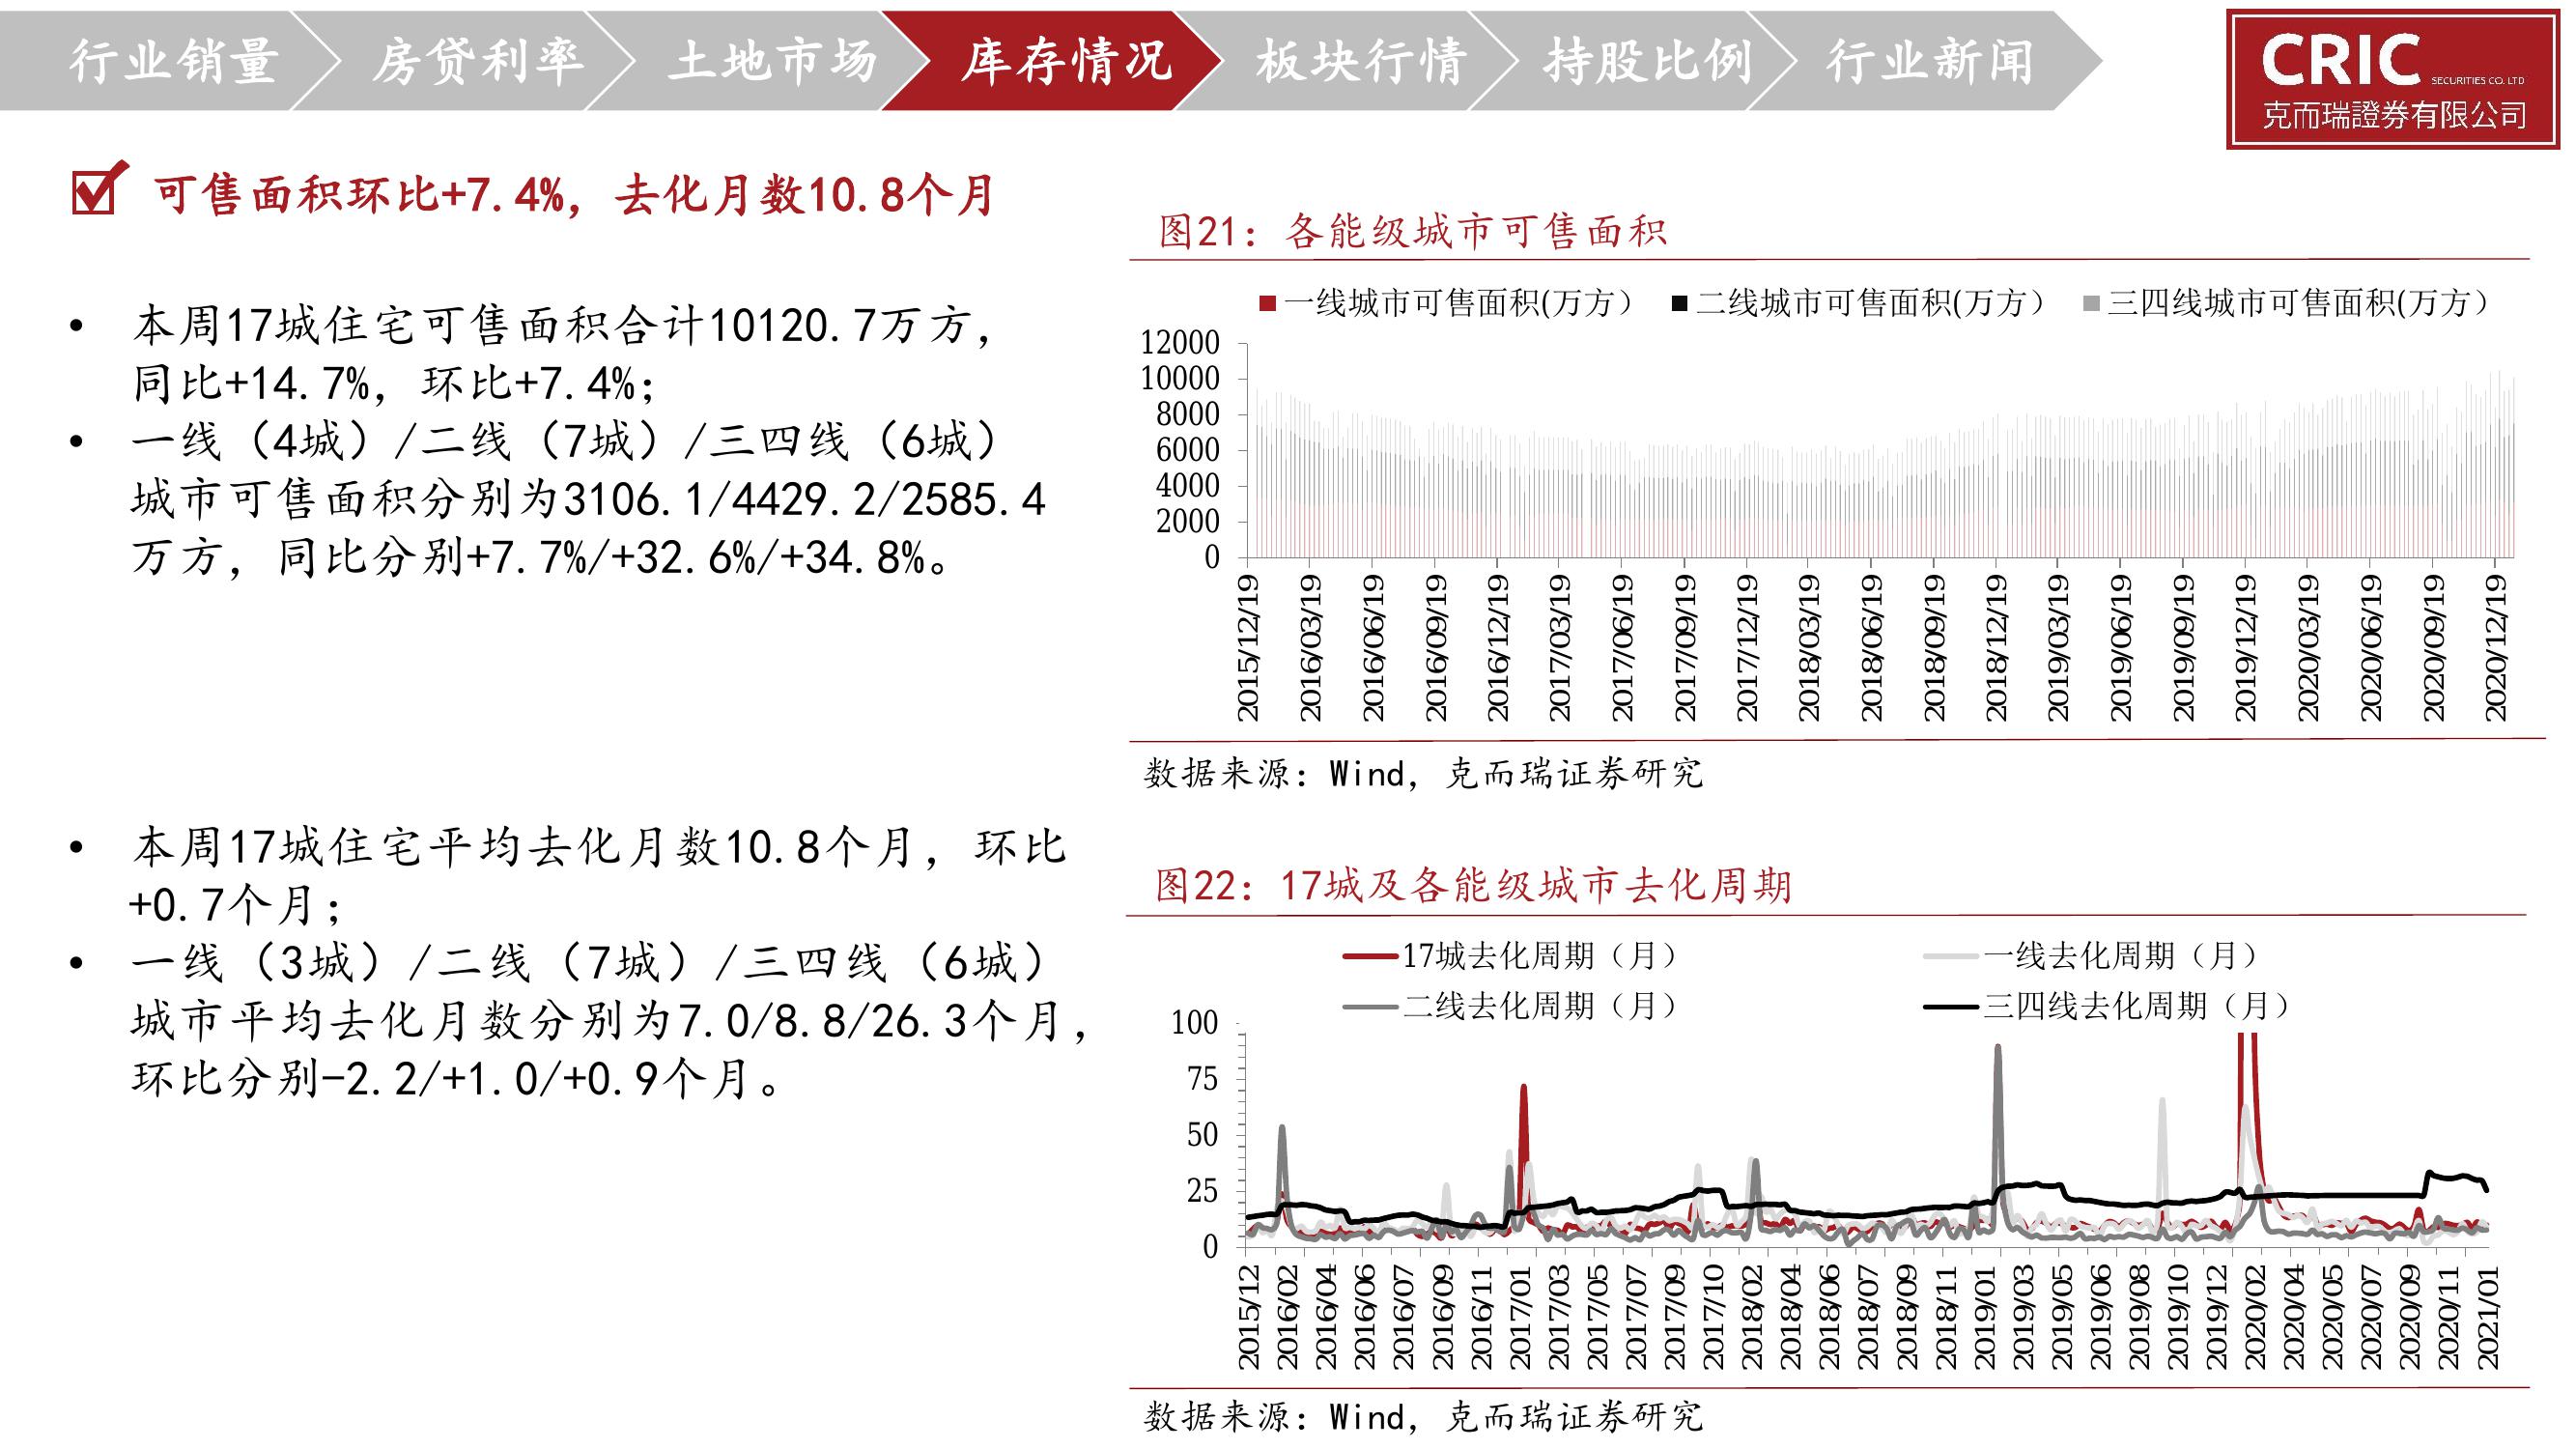 行业销量 房贷利率 土地市场 库存情况 板块行情 持股比例 行业新闻
CRIC SECURITIES CO. LTD
克而瑞證券有限公司
可售面积环比+7.4%，去化月数10.8个月
• 本周17城住宅可售面积合计10120.7万方，
同比+14.7%，环比+7.4%；
• 一线（4城）/二线（7城）/三四线（6城）
城市可售面积分别为3106.1/4429.2/2585.4
万方，同比分别+7.7%/+32.6%/+34.8%。
• 本周17城住宅平均去化月数10.8个月，环比
+0.7个月；
• 一线（3城）/二线（7城）/三四线（6城）
城市平均去化月数分别为7.0/8.8/26.3个月，
环比分别-2.2/+1.0/+0.9个月。
图21：各能级城市可售面积
一线城市可售面积(万方） 二线城市可售面积(万方） 三四线城市可售面积(万方）
12000
10000
8000
6000
4000
2000
0
2015/12/19 2016/03/19 2016/06/19 2016/09/19 2016/12/19 2017/03/19 2017/06/19 2017/09/19 2017/12/19 2018/03/19 2018/06/19 2018/09/19 2018/12/19 2019/03/19 2019/06/19 2019/09/19 2019/12/19 2020/03/19 2020/06/19 2020/09/19 2020/12/19
数据来源：Wind，克而瑞证券研究
图22：17城及各能级城市去化周期
17城去化周期（月） 一线去化周期（月）
二线去化周期（月） 三四线去化周期（月）
100
75
50
25
0
2015/12 2016/02 2016/04 2016/06 2016/07 2016/09 2016/11 2017/01 2017/03 2017/05 2017/07 2017/09 2017/10 2018/02 2018/04 2018/06 2018/07 2018/09 2018/11 2019/01 2019/03 2019/05 2019/06 2019/08 2019/10 2019/12 2020/02 2020/04 2020/05 2020/07 2020/09 2020/11 2021/01
数据来源：Wind，克而瑞证券研究